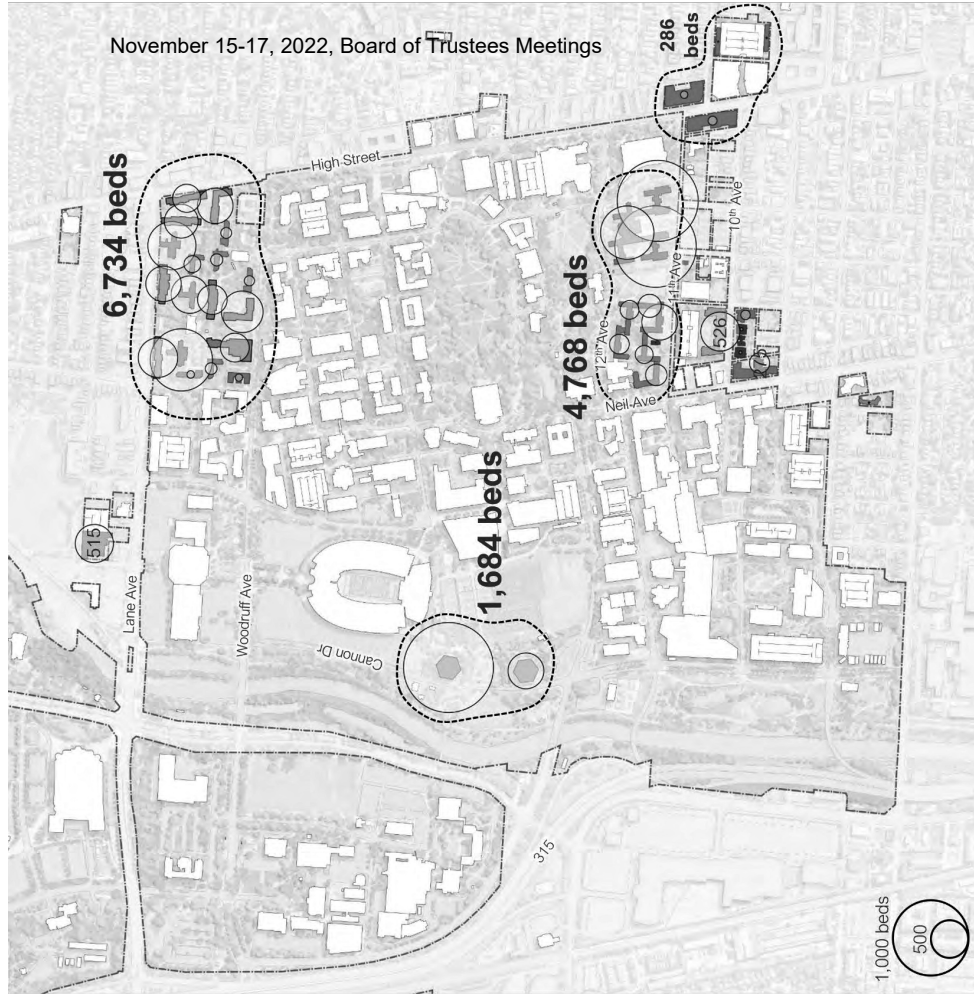 November 15-17, 2022, Board of Trustees Meetings
286
beds
High Street
6,734 beds
10th Ave
11th Ave
12th Ave
4,768 beds
526
Neil Ave
1,684 beds
515
Lane Ave
Woodruff Ave
Cannon Dr
315
1,000 beds
500